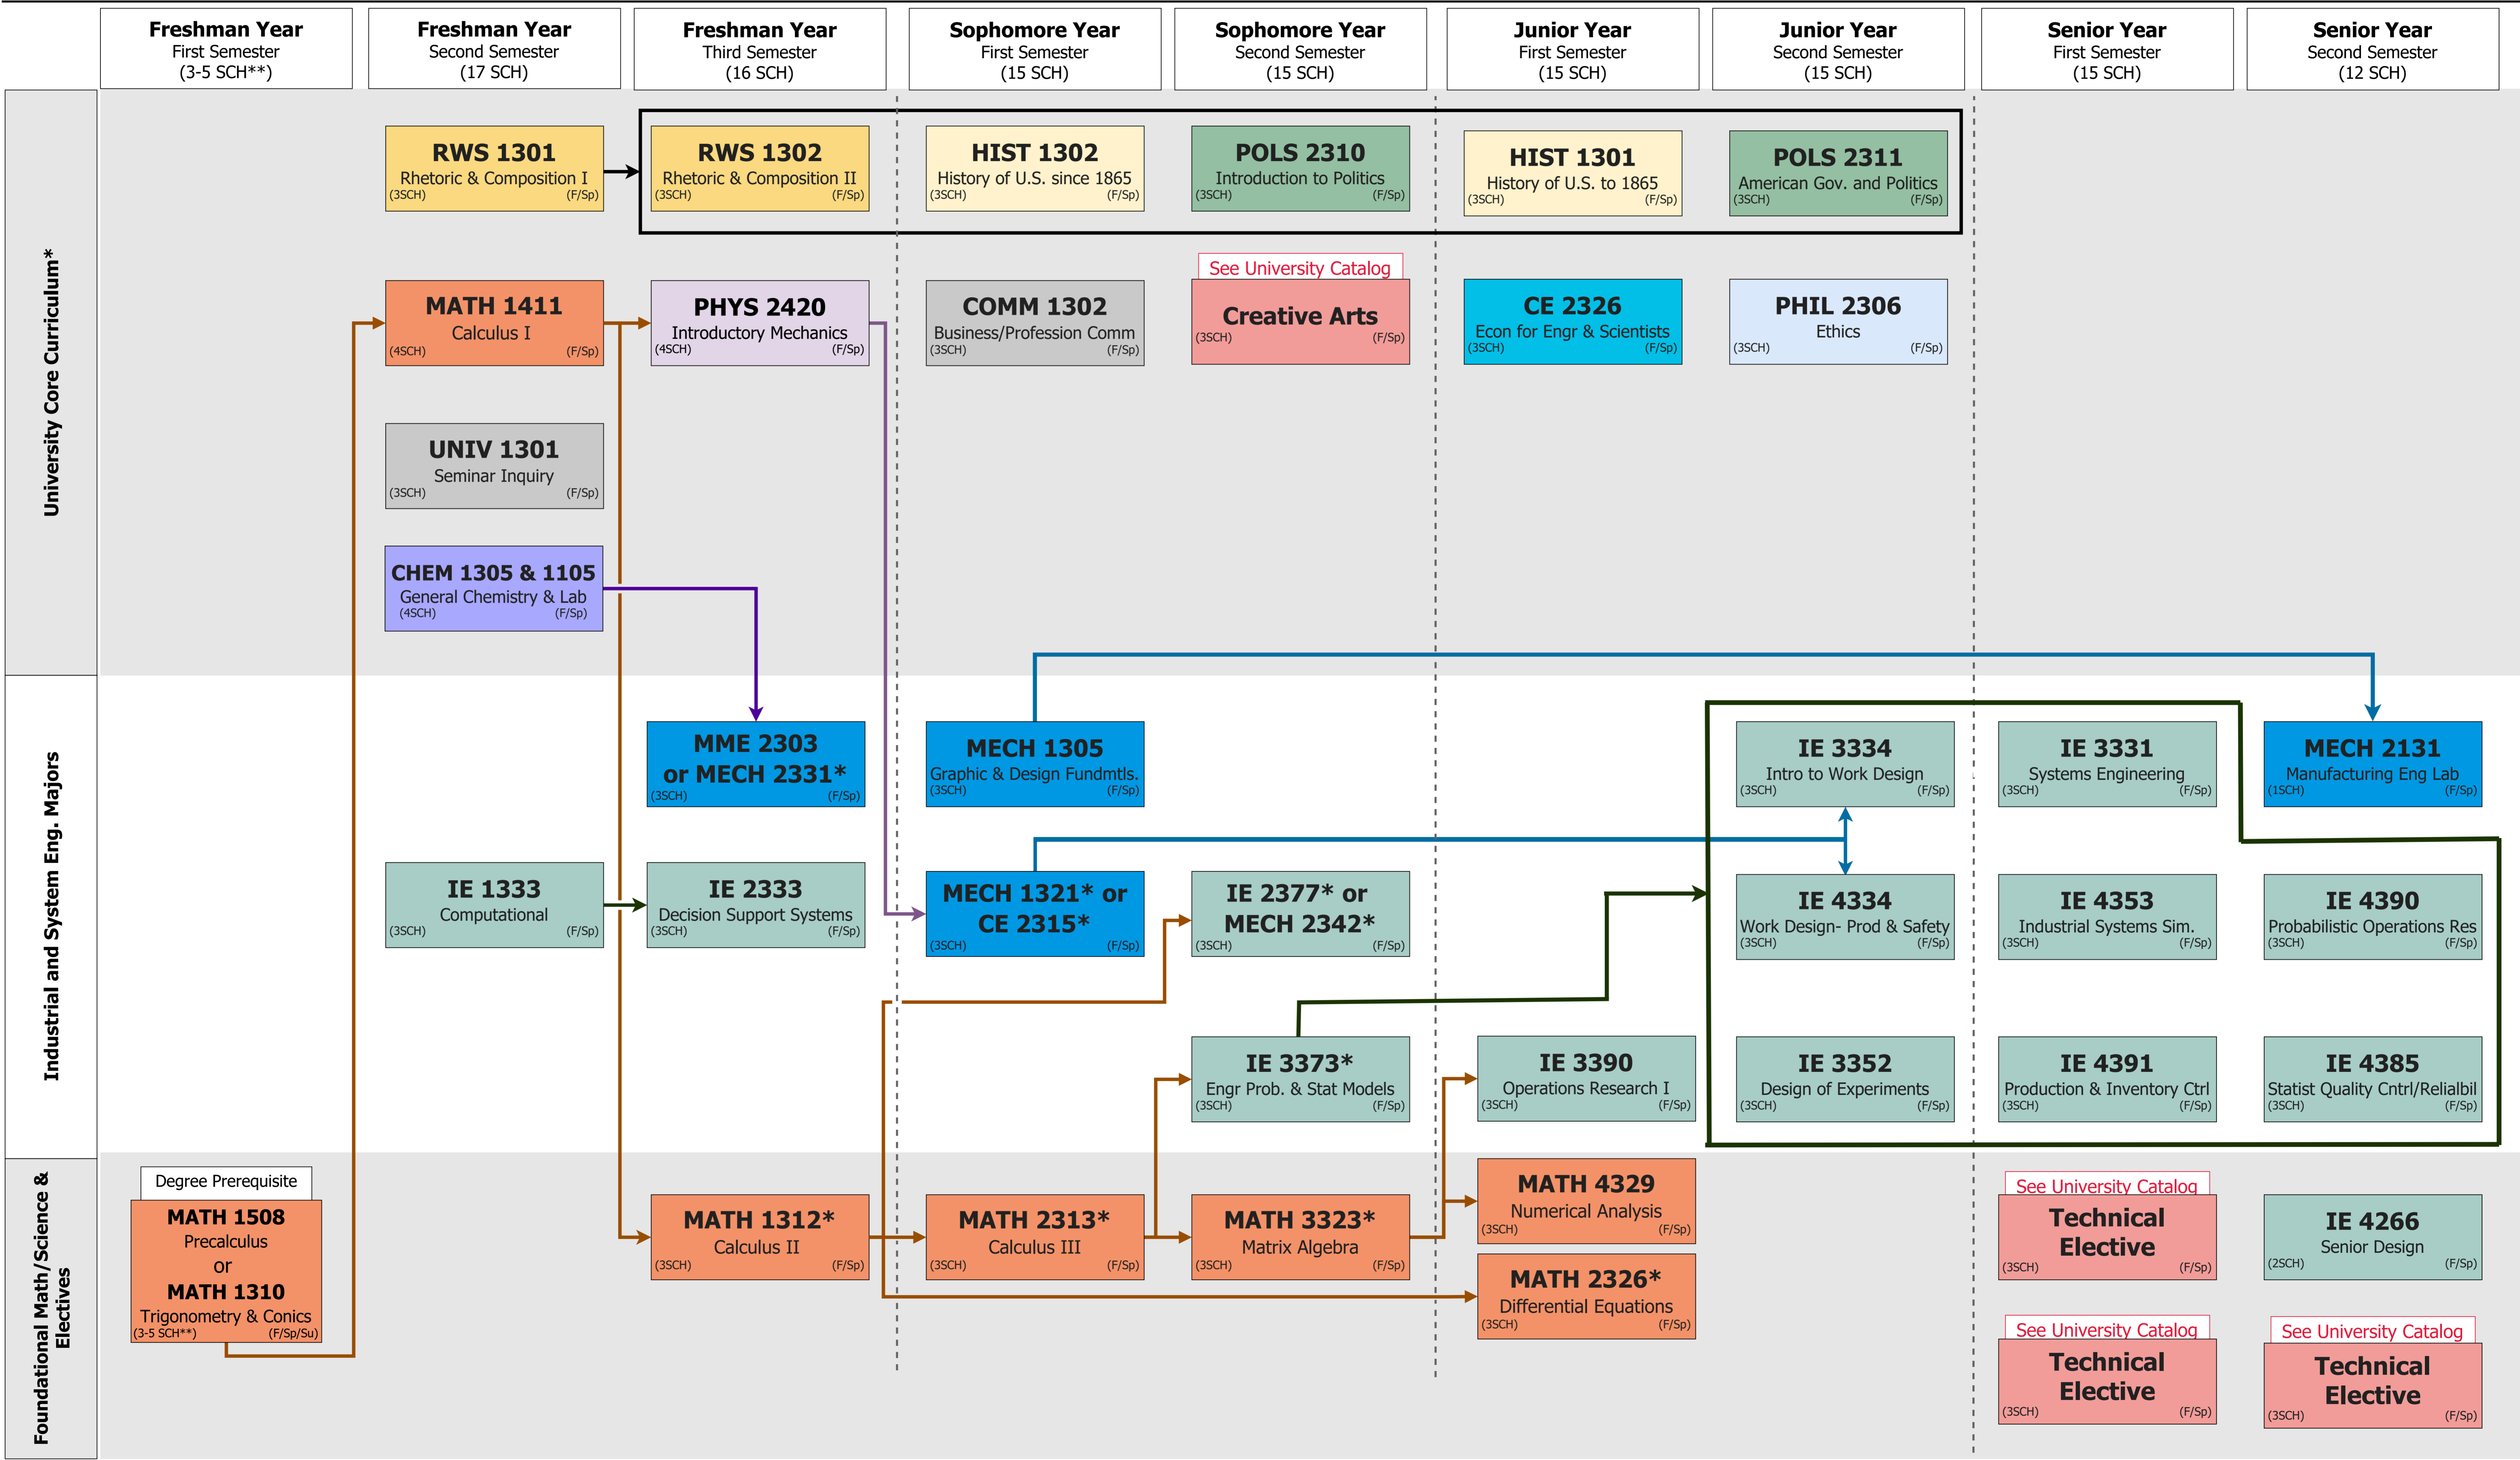 Freshman Year
First Semester
(3-5 SCH**)
Freshman Year
Second Semester
(17 SCH)
Freshman Year
Third Semester
(16 SCH)
Sophomore Year
First Semester
(15 SCH)
Sophomore Year
Second Semester
(15 SCH)
Junior Year
First Semester
(15 SCH)
Junior Year
Second Semester
(15 SCH)
Senior Year
First Semester
(15 SCH)
Senior Year
Second Semester
(12 SCH)
University Core Curriculum*
RWS 1301
Rhetoric & Composition I
(3SCH) (F/Sp)
RWS 1302
Rhetoric & Composition II
(3SCH) (F/Sp)
HIST 1302
History of U.S. since 1865
(3SCH) (F/Sp)
POLS 2310
Introduction to Politics
(3SCH) (F/Sp)
HIST 1301
History of U.S. to 1865
(3SCH) (F/Sp)
POLS 2311
American Gov. and Politics
(3SCH) (F/Sp)
MATH 1411
Calculus I
(4SCH) (F/Sp)
PHYS 2420
Introductory Mechanics
(4SCH) (F/Sp)
COMM 1302
Business/Profession Comm
(3SCH) (F/Sp)
See University Catalog
Creative Arts
(3SCH) (F/Sp)
CE 2326
Econ for Engr & Scientists
(3SCH) (F/Sp)
PHIL 2306
Ethics
(3SCH) (F/Sp)
UNIV 1301
Seminar Inquiry
(3SCH) (F/Sp)
CHEM 1305 & 1105
General Chemistry & Lab
(4SCH) (F/Sp)
Industrial and System Eng. Majors
MME 2303
or MECH 2331*
(3SCH) (F/Sp)
MECH 1305
Graphic & Design Fundmtls.
(3SCH) (F/Sp)
IE 3334
Intro to Work Design
(3SCH) (F/Sp)
IE 3331
Systems Engineering
(3SCH) (F/Sp)
MECH 2131
Manufacturing Eng Lab
(1SCH) (F/Sp)
IE 1333
Computational
(3SCH) (F/Sp)
IE 2333
Decision Support Systems
(3SCH) (F/Sp)
MECH 1321* or
CE 2315*
(3SCH) (F/Sp)
IE 2377* or
MECH 2342*
(3SCH) (F/Sp)
IE 4334
Work Design- Prod & Safety
(3SCH) (F/Sp)
IE 4353
Industrial Systems Sim.
(3SCH) (F/Sp)
IE 4390
Probabilistic Operations Res
(3SCH) (F/Sp)
IE 3373*
Engr Prob. & Stat Models
(3SCH) (F/Sp)
IE 3390
Operations Research I
(3SCH) (F/Sp)
IE 3352
Design of Experiments
(3SCH) (F/Sp)
IE 4391
Production & Inventory Ctrl
(3SCH) (F/Sp)
IE 4385
Statist Quality Cntrl/Relialbil
(3SCH) (F/Sp)
Foundational Math/Science &
Electives
Degree Prerequisite
MATH 1508
Precalculus
or
MATH 1310
Trigonometry & Conics
(3-5 SCH**) (F/Sp/Su)
MATH 1312*
Calculus II
(3SCH) (F/Sp)
MATH 2313*
Calculus III
(3SCH) (F/Sp)
MATH 3323*
Matrix Algebra
(3SCH) (F/Sp)
MATH 4329
Numerical Analysis
(3SCH) (F/Sp)
MATH 2326*
Differential Equations
(3SCH) (F/Sp)
See University Catalog
Technical
Elective
(3SCH) (F/Sp)
IE 4266
Senior Design
(2SCH) (F/Sp)
See University Catalog
Technical
Elective
(3SCH) (F/Sp)
See University Catalog
Technical
Elective
(3SCH) (F/Sp)